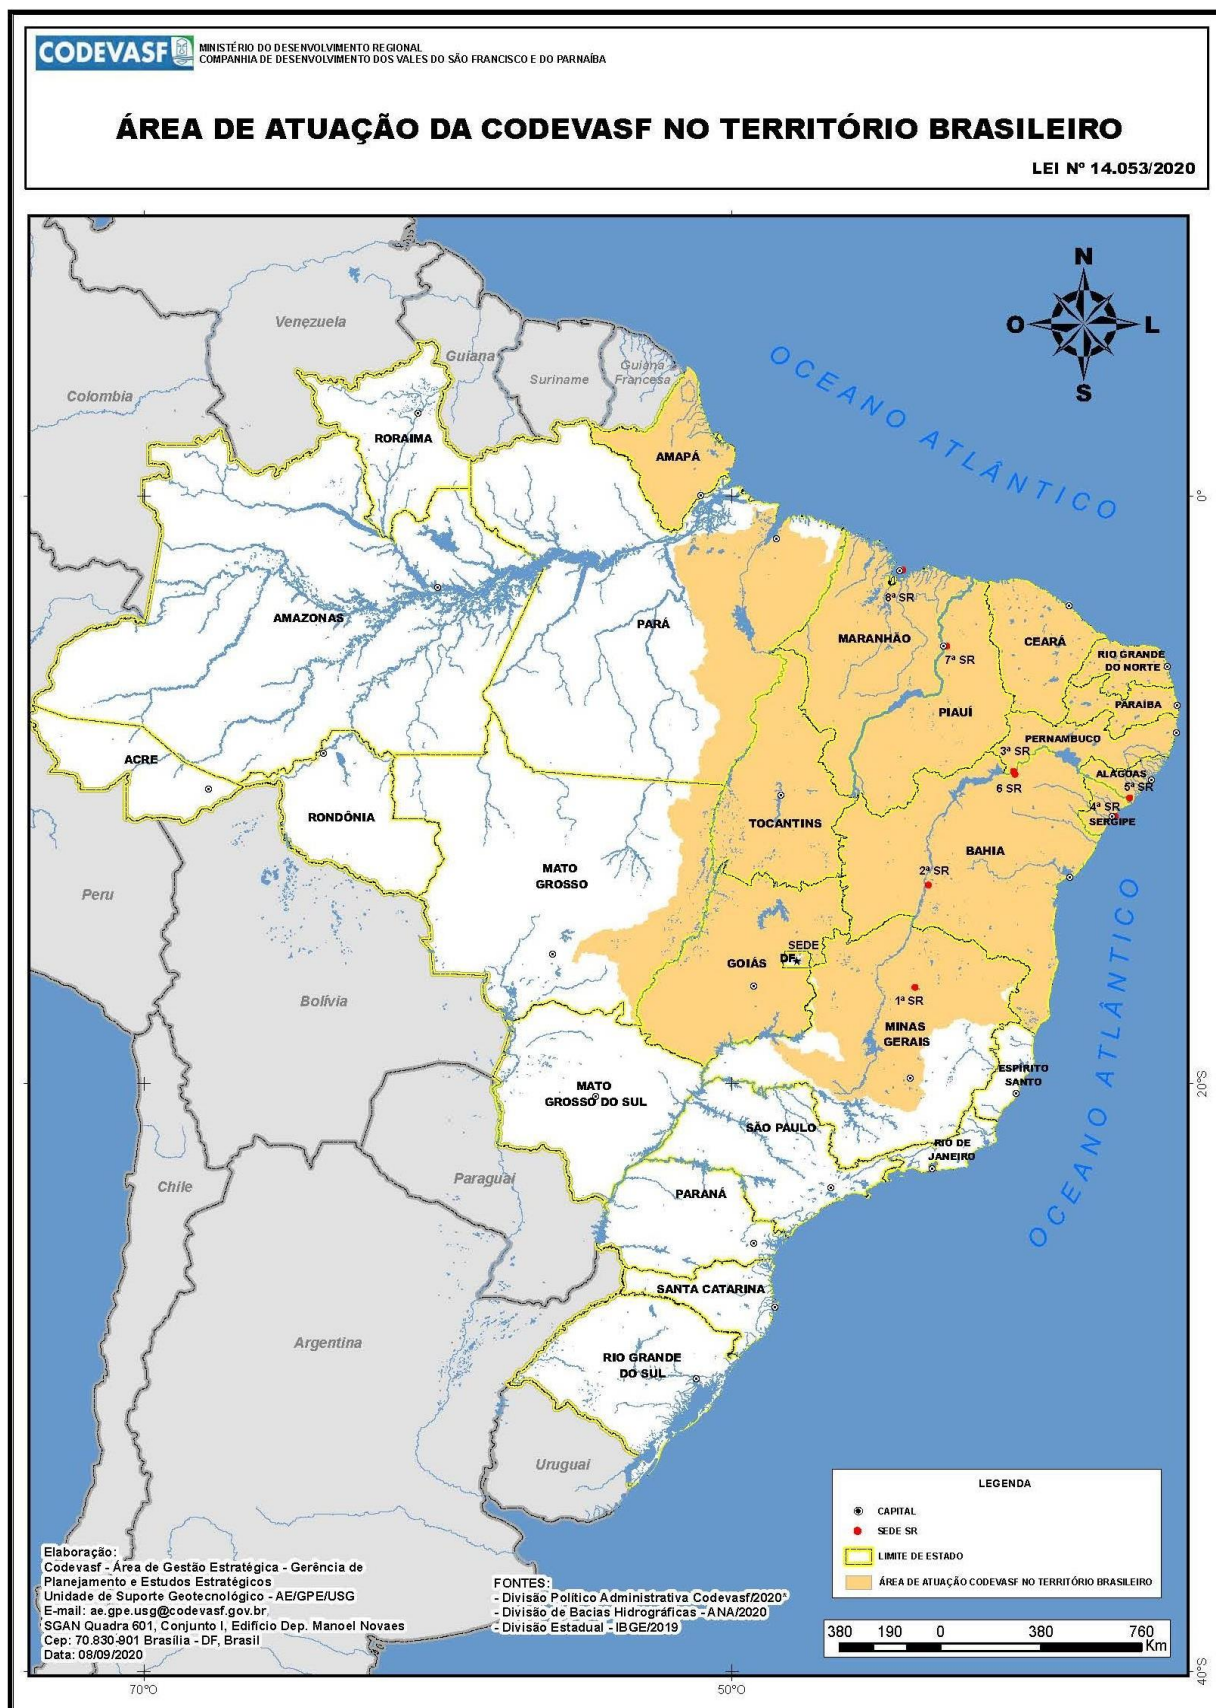 CODEVASF
MINISTÉRIO DO DESENVOLVIMENTO REGIONAL
COMPANHIA DE DESENVOLVIMENTO DOS VALES DO SÃO FRANCISCO E DO PARNAÍBA
ÁREA DE ATUAÇÃO DA CODEVASF NO TERRITÓRIO BRASILEIRO
LEI Nº 14.053/2020
N
O
L
S
OCEANO ATLÂNTICO
Venezuela
Guiana
Suriname
Guiana
Francesa
Colombia
RORAIMA
AMAPÁ
0°
8ª SR
AMAZONAS
PARÁ
MARANHÃO
7ª SR
CEARÁ
RIO GRANDE
DO NORTE
PARAÍBA
PIAUÍ
PERNAMBUCO
3ª SR
6 SR
ALAGOAS
5ª SR
4ª SR
SERGIPE
ACRE
RONDÔNIA
TOCANTINS
BAHIA
2ª SR
MATO
GROSSO
Peru
SEDE
DF
GOIÁS
1ª SR
Bolívia
MINAS
GERAIS
OCEANO ATLÂNTICO
ESPÍRITO
SANTO
20°S
MATO
GROSSO DO SUL
SÃO PAULO
RIO DE
JANEIRO
Chile
Paraguai
PARANÁ
SANTA CATARINA
Argentina
RIO GRANDE
DO SUL
Uruguai
LEGENDA
CAPITAL
SEDE SR
LIMITE DE ESTADO
ÁREA DE ATUAÇÃO CODEVASF NO TERRITÓRIO BRASILEIRO
380 190 0 380 760
Km
Elaboração:
Codevasf - Área de Gestão Estratégica - Gerência de
Planejamento e Estudos Estratégicos
Unidade de Suporte Geotecnológico - AE/GPE/USG
E-mail: ae.gpe.usg@codevasf.gov.br
SGAN Quadra 601, Conjunto I, Edifício Dep. Manoel Novaes
Cep: 70.830-901 Brasília - DF, Brasil
Data: 08/09/2020
FONTES:
- Divisão Político Administrativa Codevasf/2020*
- Divisão de Bacias Hidrográficas - ANA/2020
- Divisão Estadual - IBGE/2019
40°S
70°O
50°O